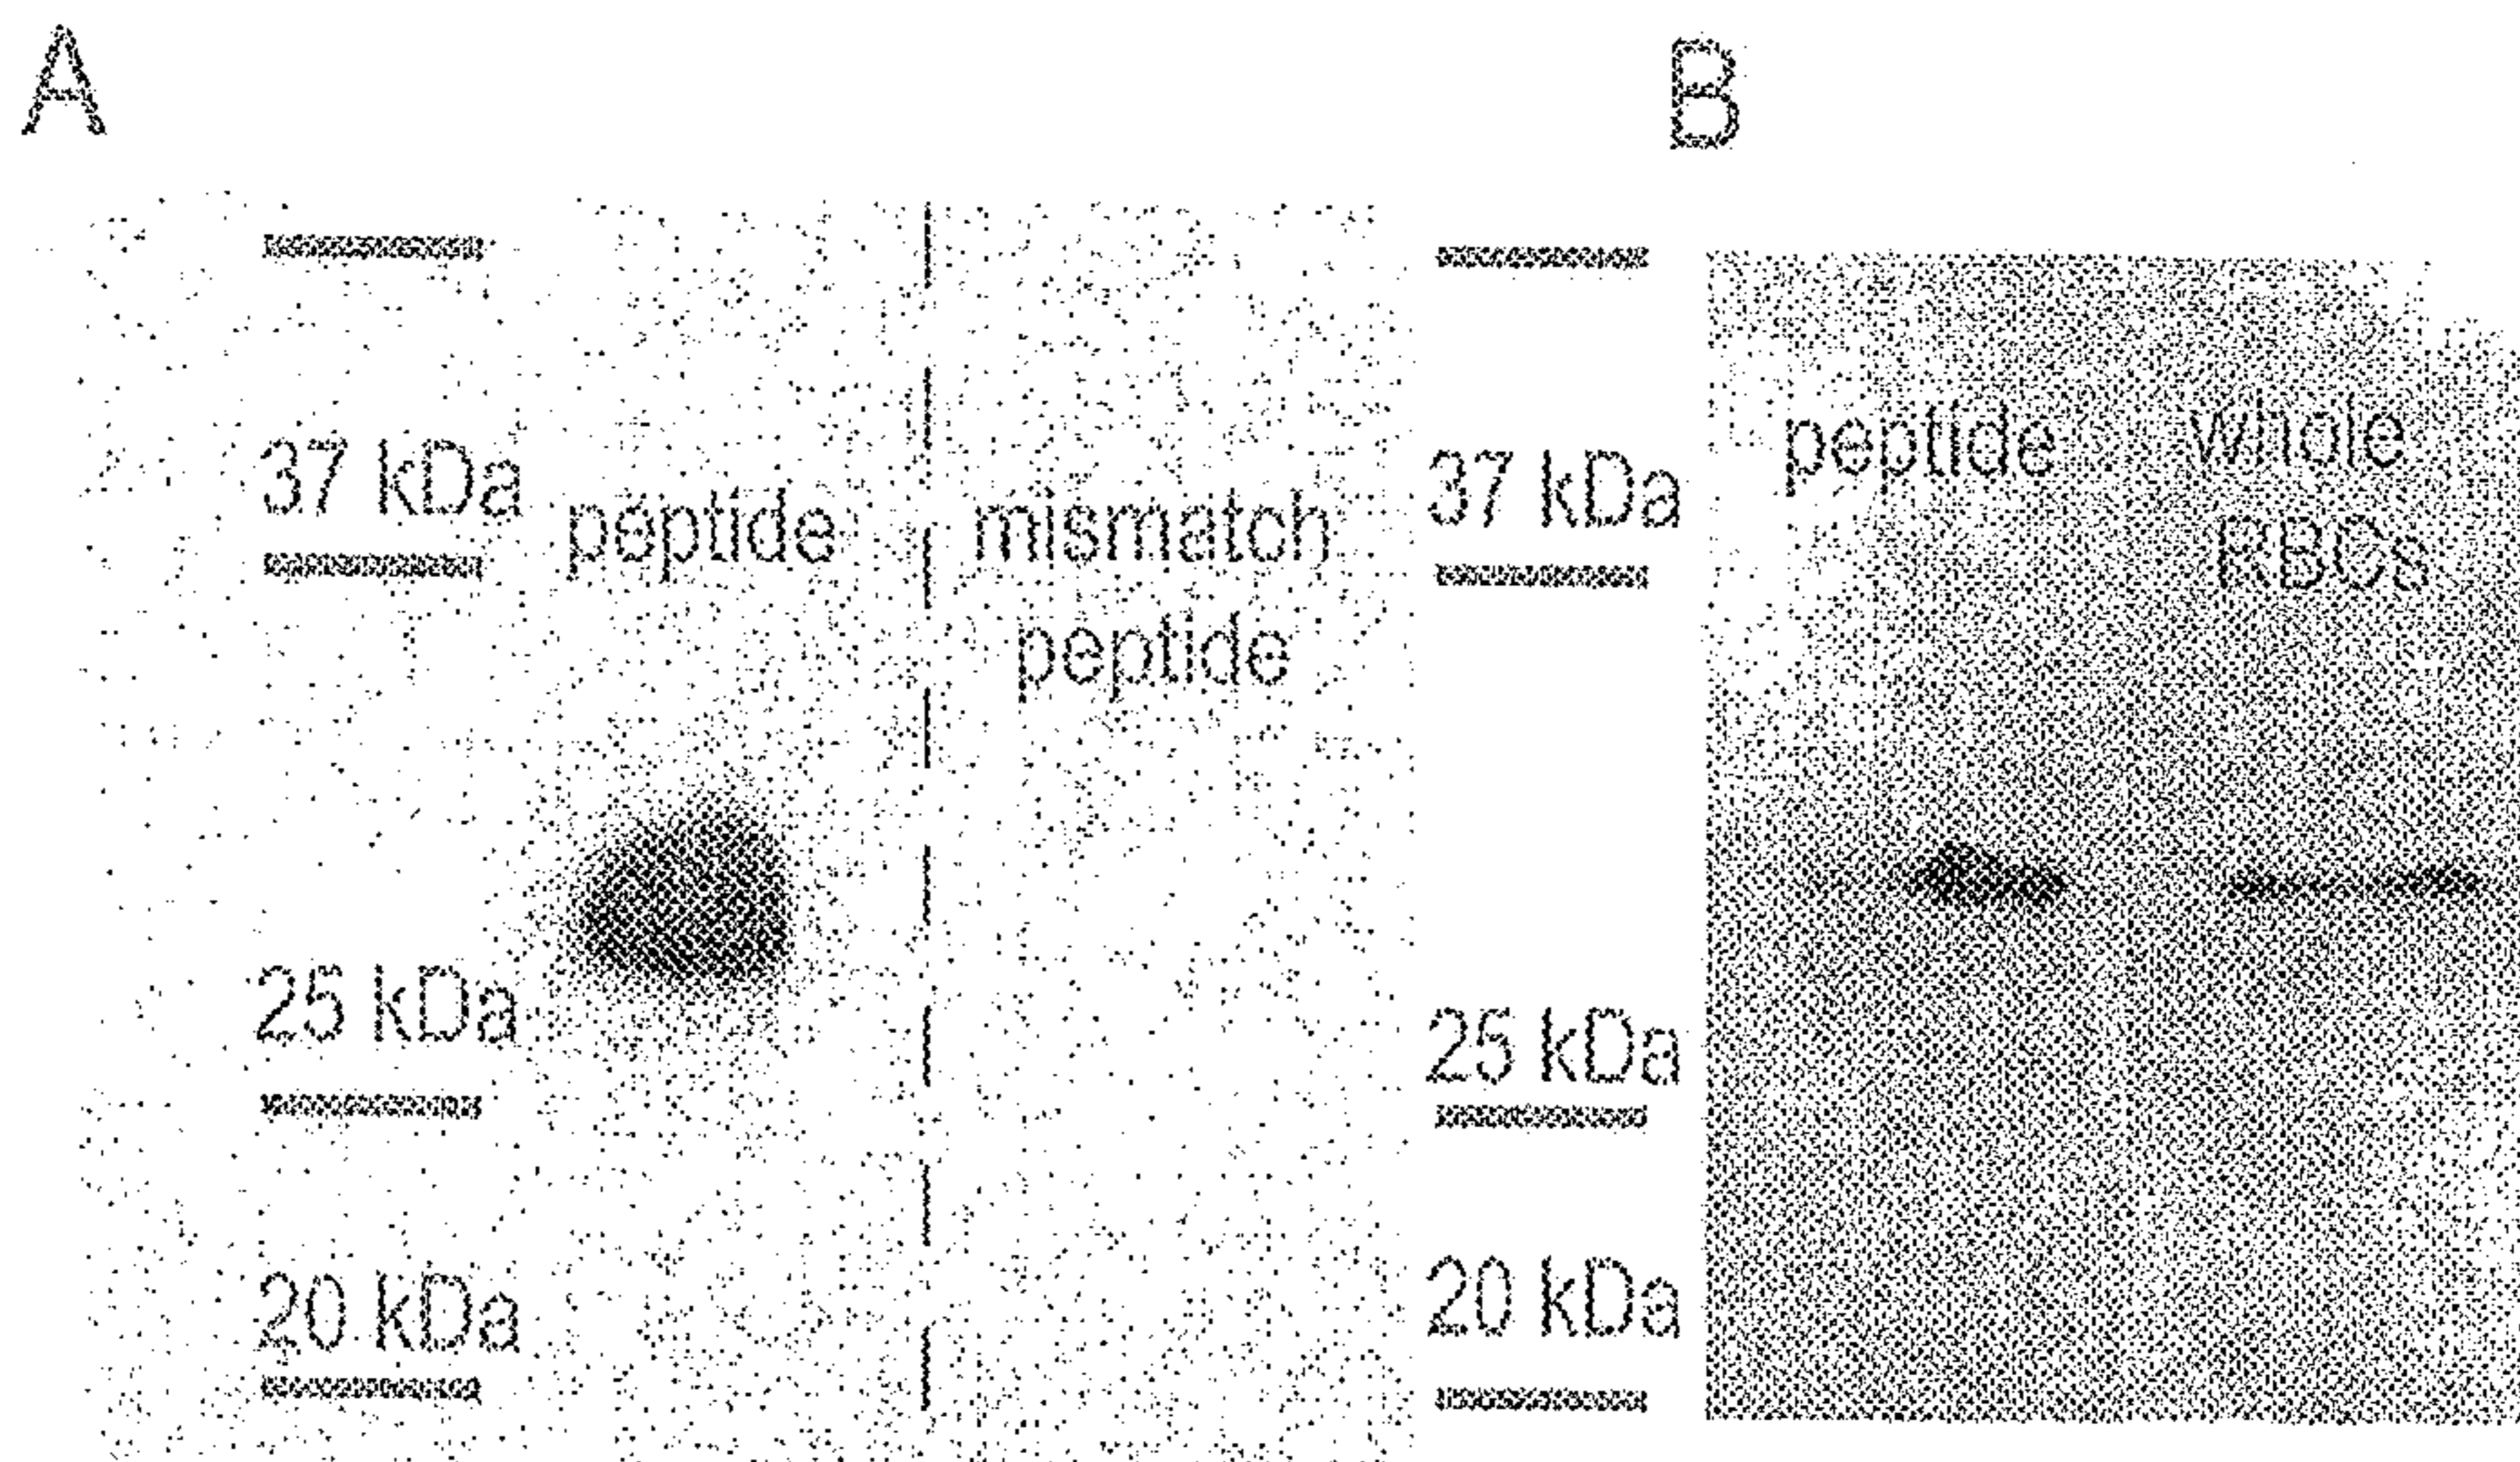 A
B
37 kDa
peptide
mismatch
peptide
25 kDa
20 kDa
37 kDa
peptide
whole
RBCs
25 kDa
20 kDa